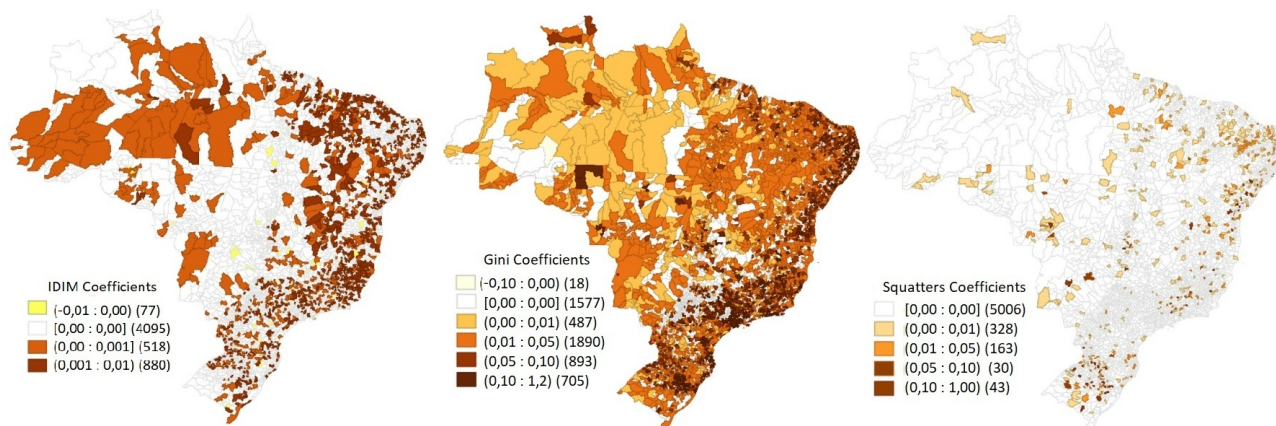 IDIM Coefficients
(-0,01 : 0,00) (77)
[0,00 : 0,00] (4095)
(0,00 : 0,001] (518)
(0,001 : 0,01) (880)
Gini Coefficients
(-0,10 : 0,00) (18)
[0,00 : 0,00] (1577)
(0,00 : 0,01) (487)
(0,01 : 0,05) (1890)
(0,05 : 0,10) (893)
(0,10 : 1,2) (705)
Squatters Coefficients
[0,00 : 0,00] (5006)
(0,00 : 0,01) (328)
(0,01 : 0,05) (163)
(0,05 : 0,10) (30)
(0,10 : 1,00) (43)